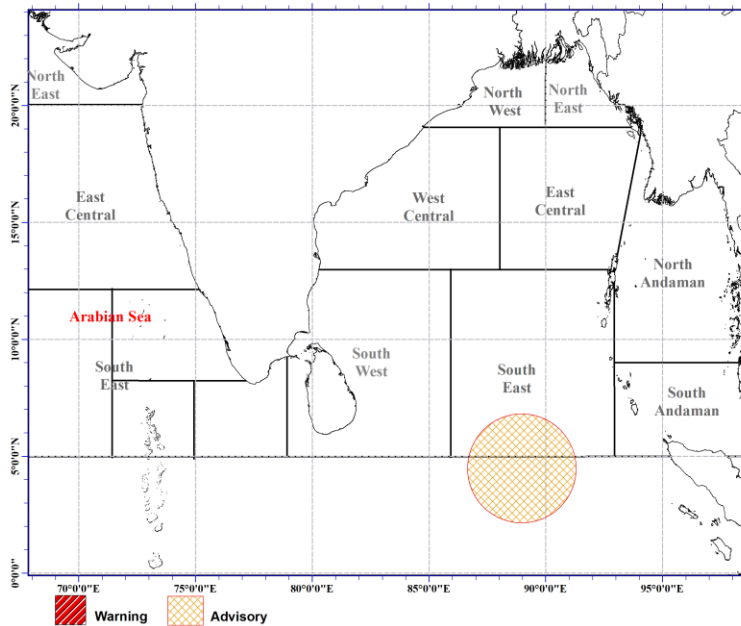 North
East
North
West
North
East
20°0'0"N
East
Central
West
Central
East
Central
15°0'0"N
North
Andaman
Arabian Sea
10°0'0"N
South
East
South
West
South
East
South
Andaman
5°0'0"N
0°0'0"
70°0'0"E
75°0'0"E
80°0'0"E
85°0'0"E
90°0'0"E
95°0'0"E
Warning
Advisory